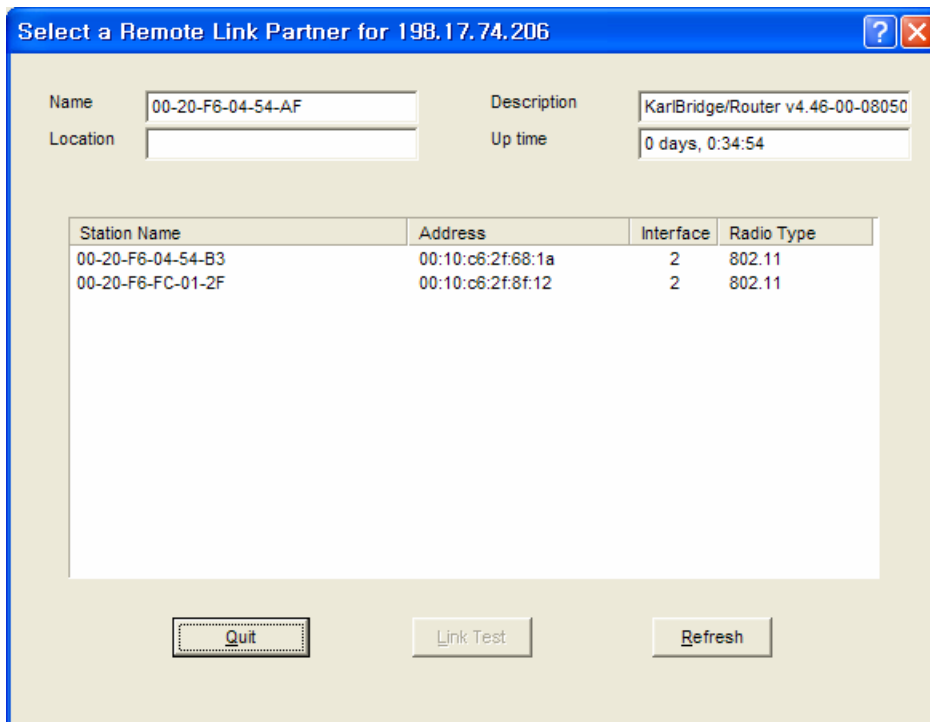 Select a Remote Link Partner for 198.17.74.206
Name 00-20-F6-04-54-AF Description KarlBridge/Router v4.46-00-08050
Location Up time 0 days, 0:34:54
Station Name Address Interface Radio Type
00-20-F6-04-54-B3 00:10:c6:2f:68:1a 2 802.11
00-20-F6-FC-01-2F 00:10:c6:2f:8f:12 2 802.11
Quit Link Test Refresh